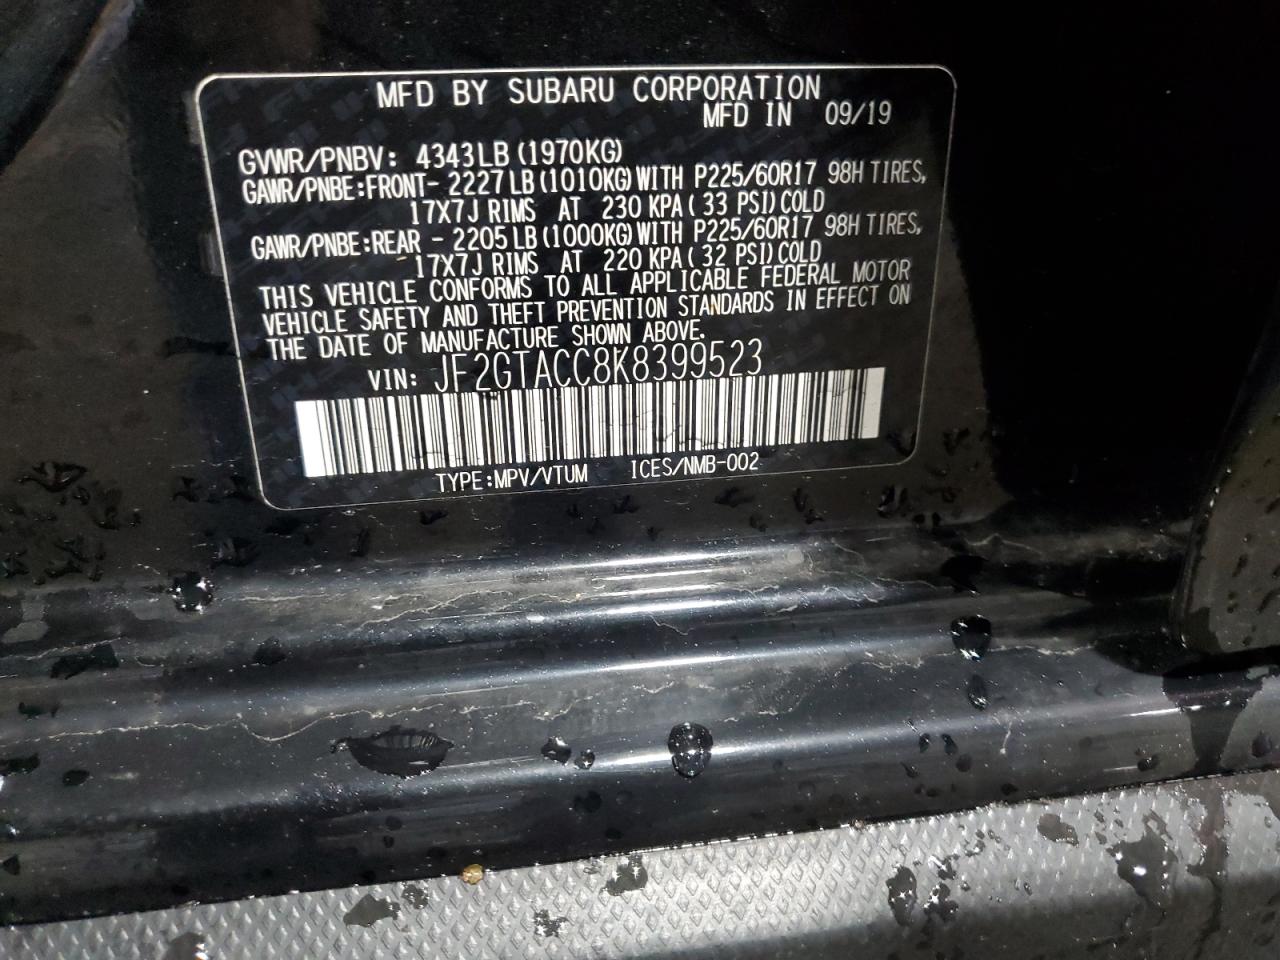 MFD BY SUBARU CORPORATION
MFD IN 09/19
GVWR/PNBV: 4343LB (1970KG)
GAWR/PNBE:FRONT- 2227LB (1010KG) WITH P225/60R17 98H TIRES,
17X7J RIMS AT 230 KPA ( 33 PSI) COLD
GAWR/PNBE:REAR - 2205LB (1000KG) WITH P225/60R17 98H TIRES,
17X7J RIMS AT 220 KPA ( 32 PSI) COLD
THIS VEHICLE CONFORMS TO ALL APPLICABLE FEDERAL MOTOR
VEHICLE SAFETY AND THEFT PREVENTION STANDARDS IN EFFECT ON
THE DATE OF MANUFACTURE SHOWN ABOVE.
VIN: JF2GTACC8K8399523
TYPE:MPV/VTUM ICES/NMB-002